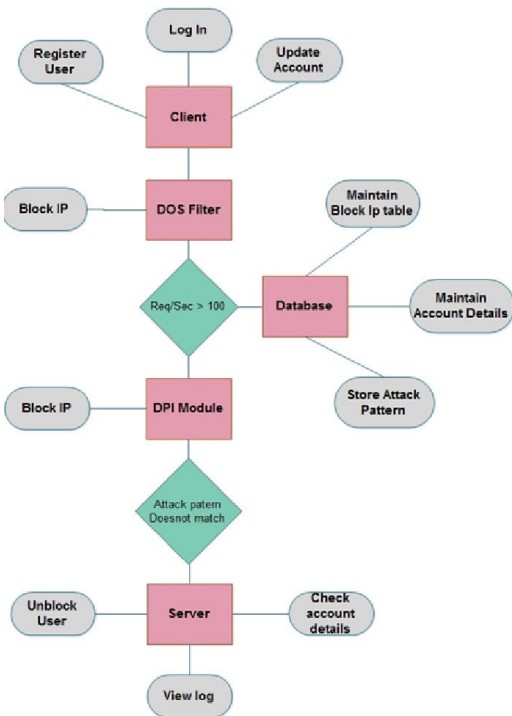 Log In
Register
User
Update
Account
Client
Block IP
DOS Filter
Maintain
Block Ip table
Req/Sec > 100
Database
Maintain
Account Details
Block IP
DPI Module
Store Attack
Pattern
Attack patern
Doesnot match
Unblock
User
Server
Check
account
details
View log